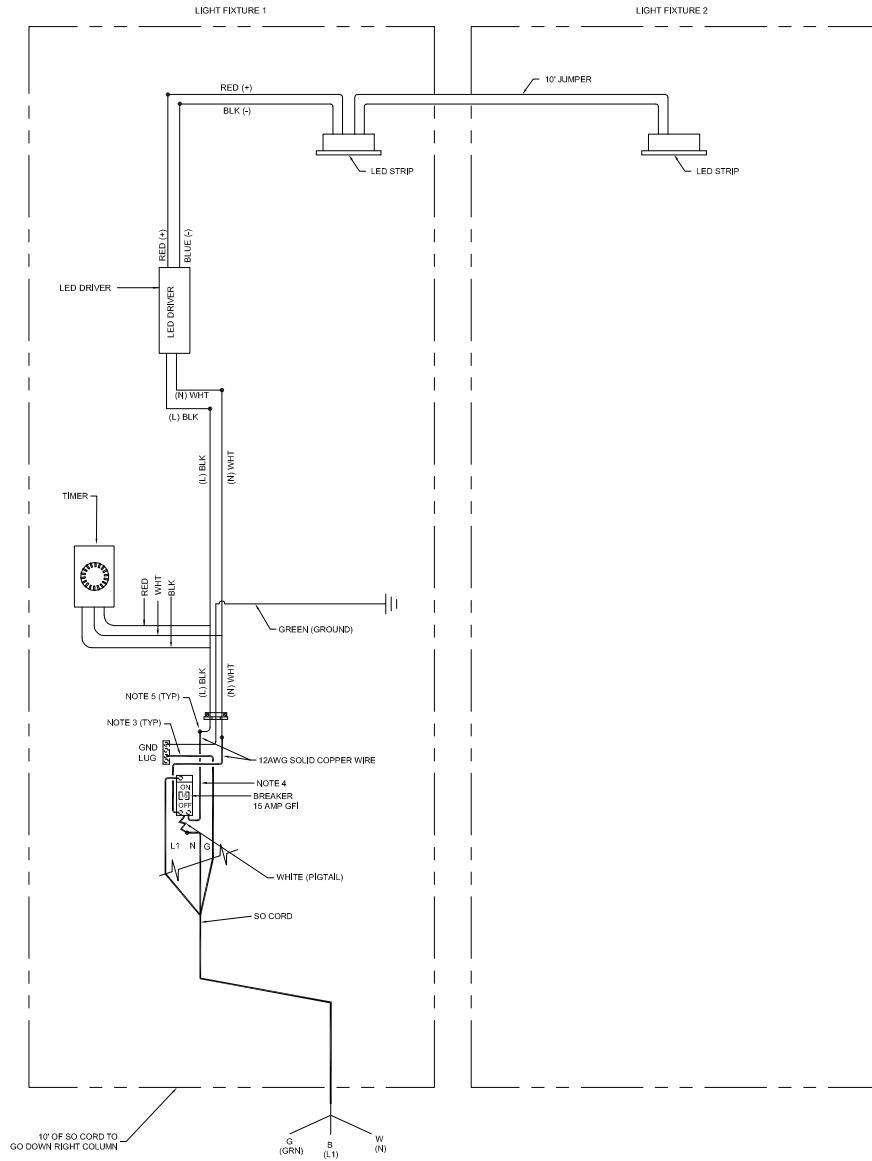 LIGHT FIXTURE 1
LIGHT FIXTURE 2
RED (+)
BLK (-)
10' JUMPER
LED STRIP
LED STRIP
RED (+)
BLUE (-)
LED DRIVER
LED DRIVER
(N) WHT
(L) BLK
(L) BLK
(N) WHT
TIMER
RED
WHT
BLK
GREEN (GROUND)
(L) BLK
(N) WHT
NOTE 5 (TYP)
NOTE 3 (TYP)
GND
LUG
12AWG SOLID COPPER WIRE
ON
OFF
NOTE 4
BREAKER
15 AMP GFI
L1
N
G
WHITE (PIGTAIL)
SO CORD
10' OF SO CORD TO
GO DOWN RIGHT COLUMN
G
(GRN)
B
(L1)
W
(N)